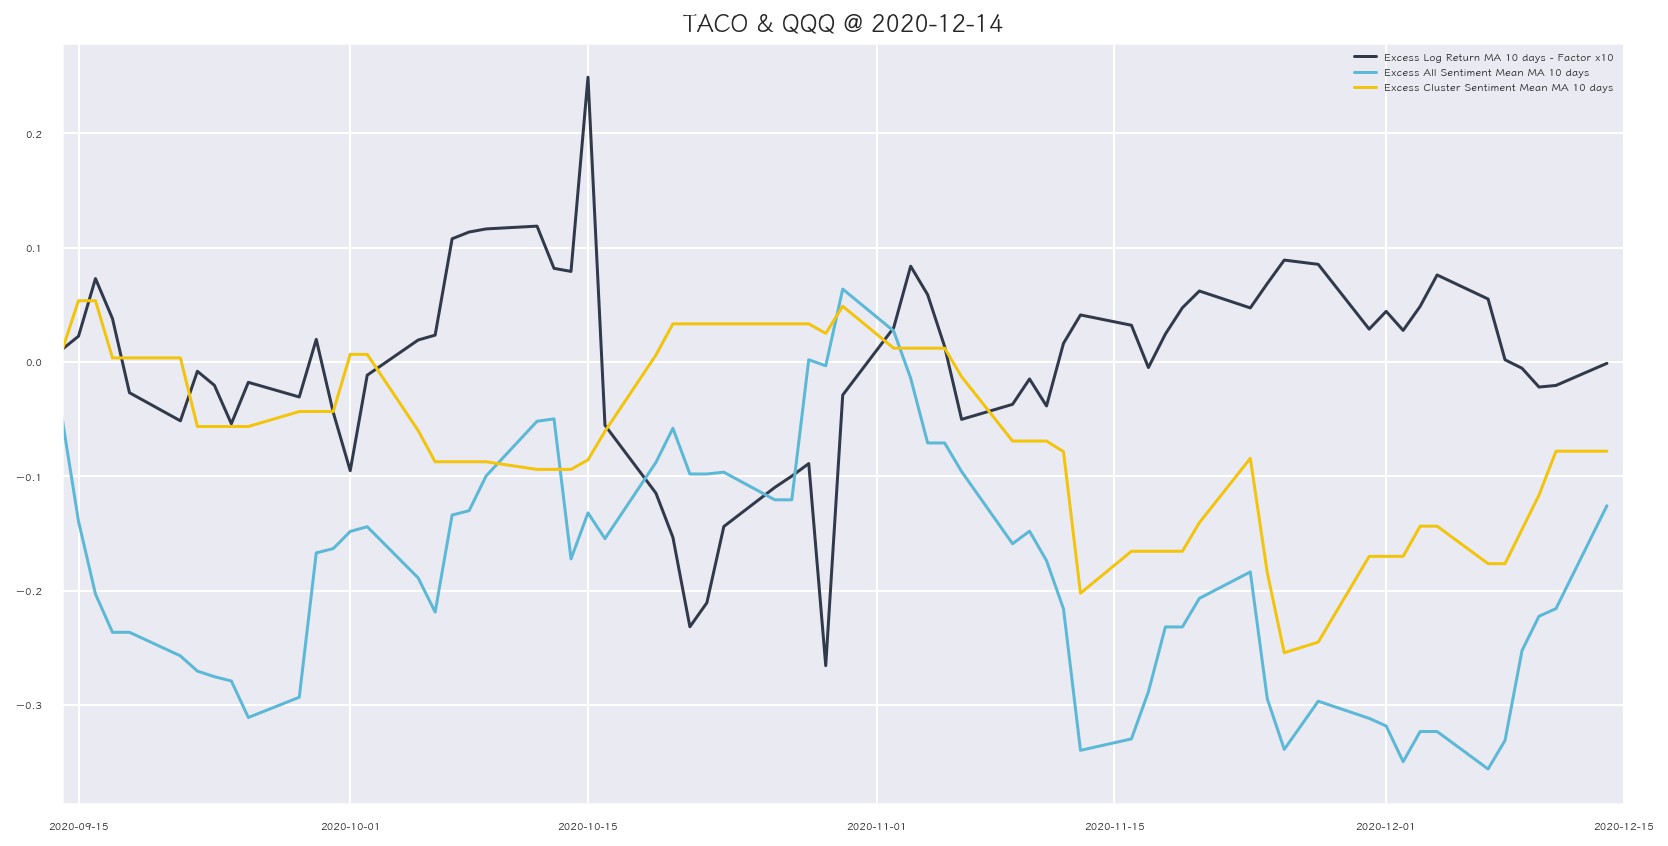 TACO & QQQ @ 2020-12-14
Excess Log Return MA 10 days - Factor x10
Excess All Sentiment Mean MA 10 days
Excess Cluster Sentiment Mean MA 10 days
0.2
0.1
0.0
−0.1
−0.2
−0.3
2020-09-15 2020-10-01 2020-10-15 2020-11-01 2020-11-15 2020-12-01 2020-12-15